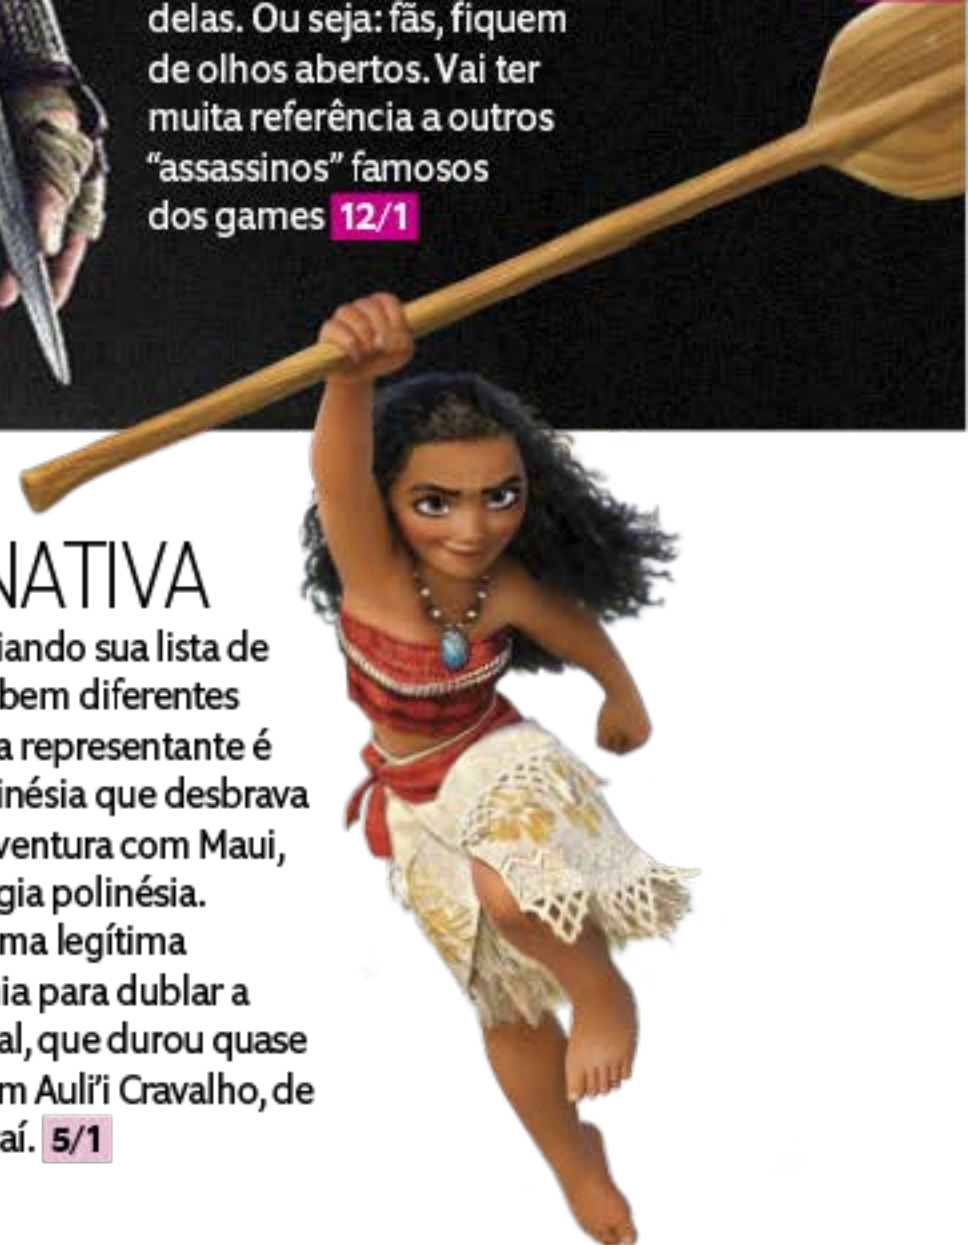 delas. Ou seja: fãs, fiquem
de olhos abertos. Vai ter
muita referência a outros
“assassinos” famosos
dos games 12/1
NATIVA
iando sua lista de
bem diferentes
a representante é
inésia que desbrava
ventura com Maui,
gia polinésia.
ma legítima
ia para dublar a
al, que durou quase
m Auli’i Cravalho, de
aí. 5/1